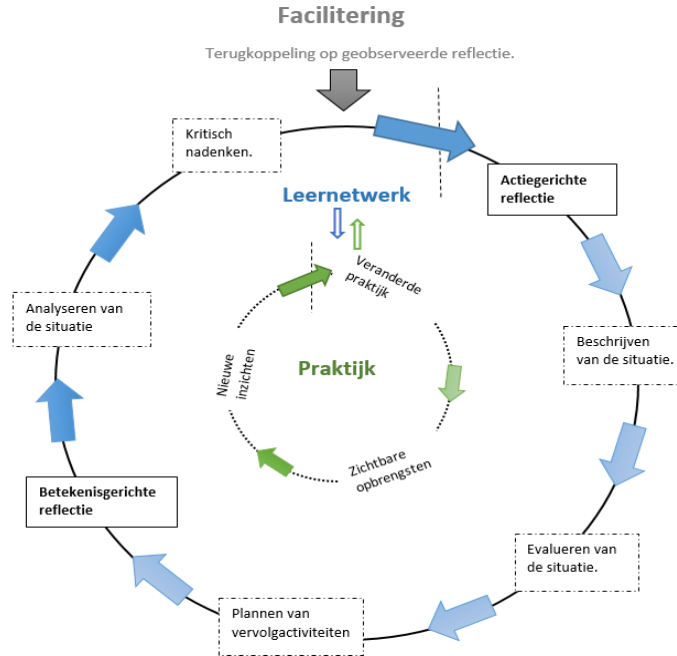 Facilitering
Terugkoppeling op geobserveerde reflectie.
Kritisch
nadenken.
Actiegerichte
reflectie
Leernetwerk
Veranderde
praktijk
Analyseren van
de situatie
Beschrijven
van de situatie.
Nieuwe
inzichten
Praktijk
Zichtbare
opbrengsten
Betekenisgerichte
reflectie
Evalueren van
de situatie.
Plannen van
vervolgactiviteiten